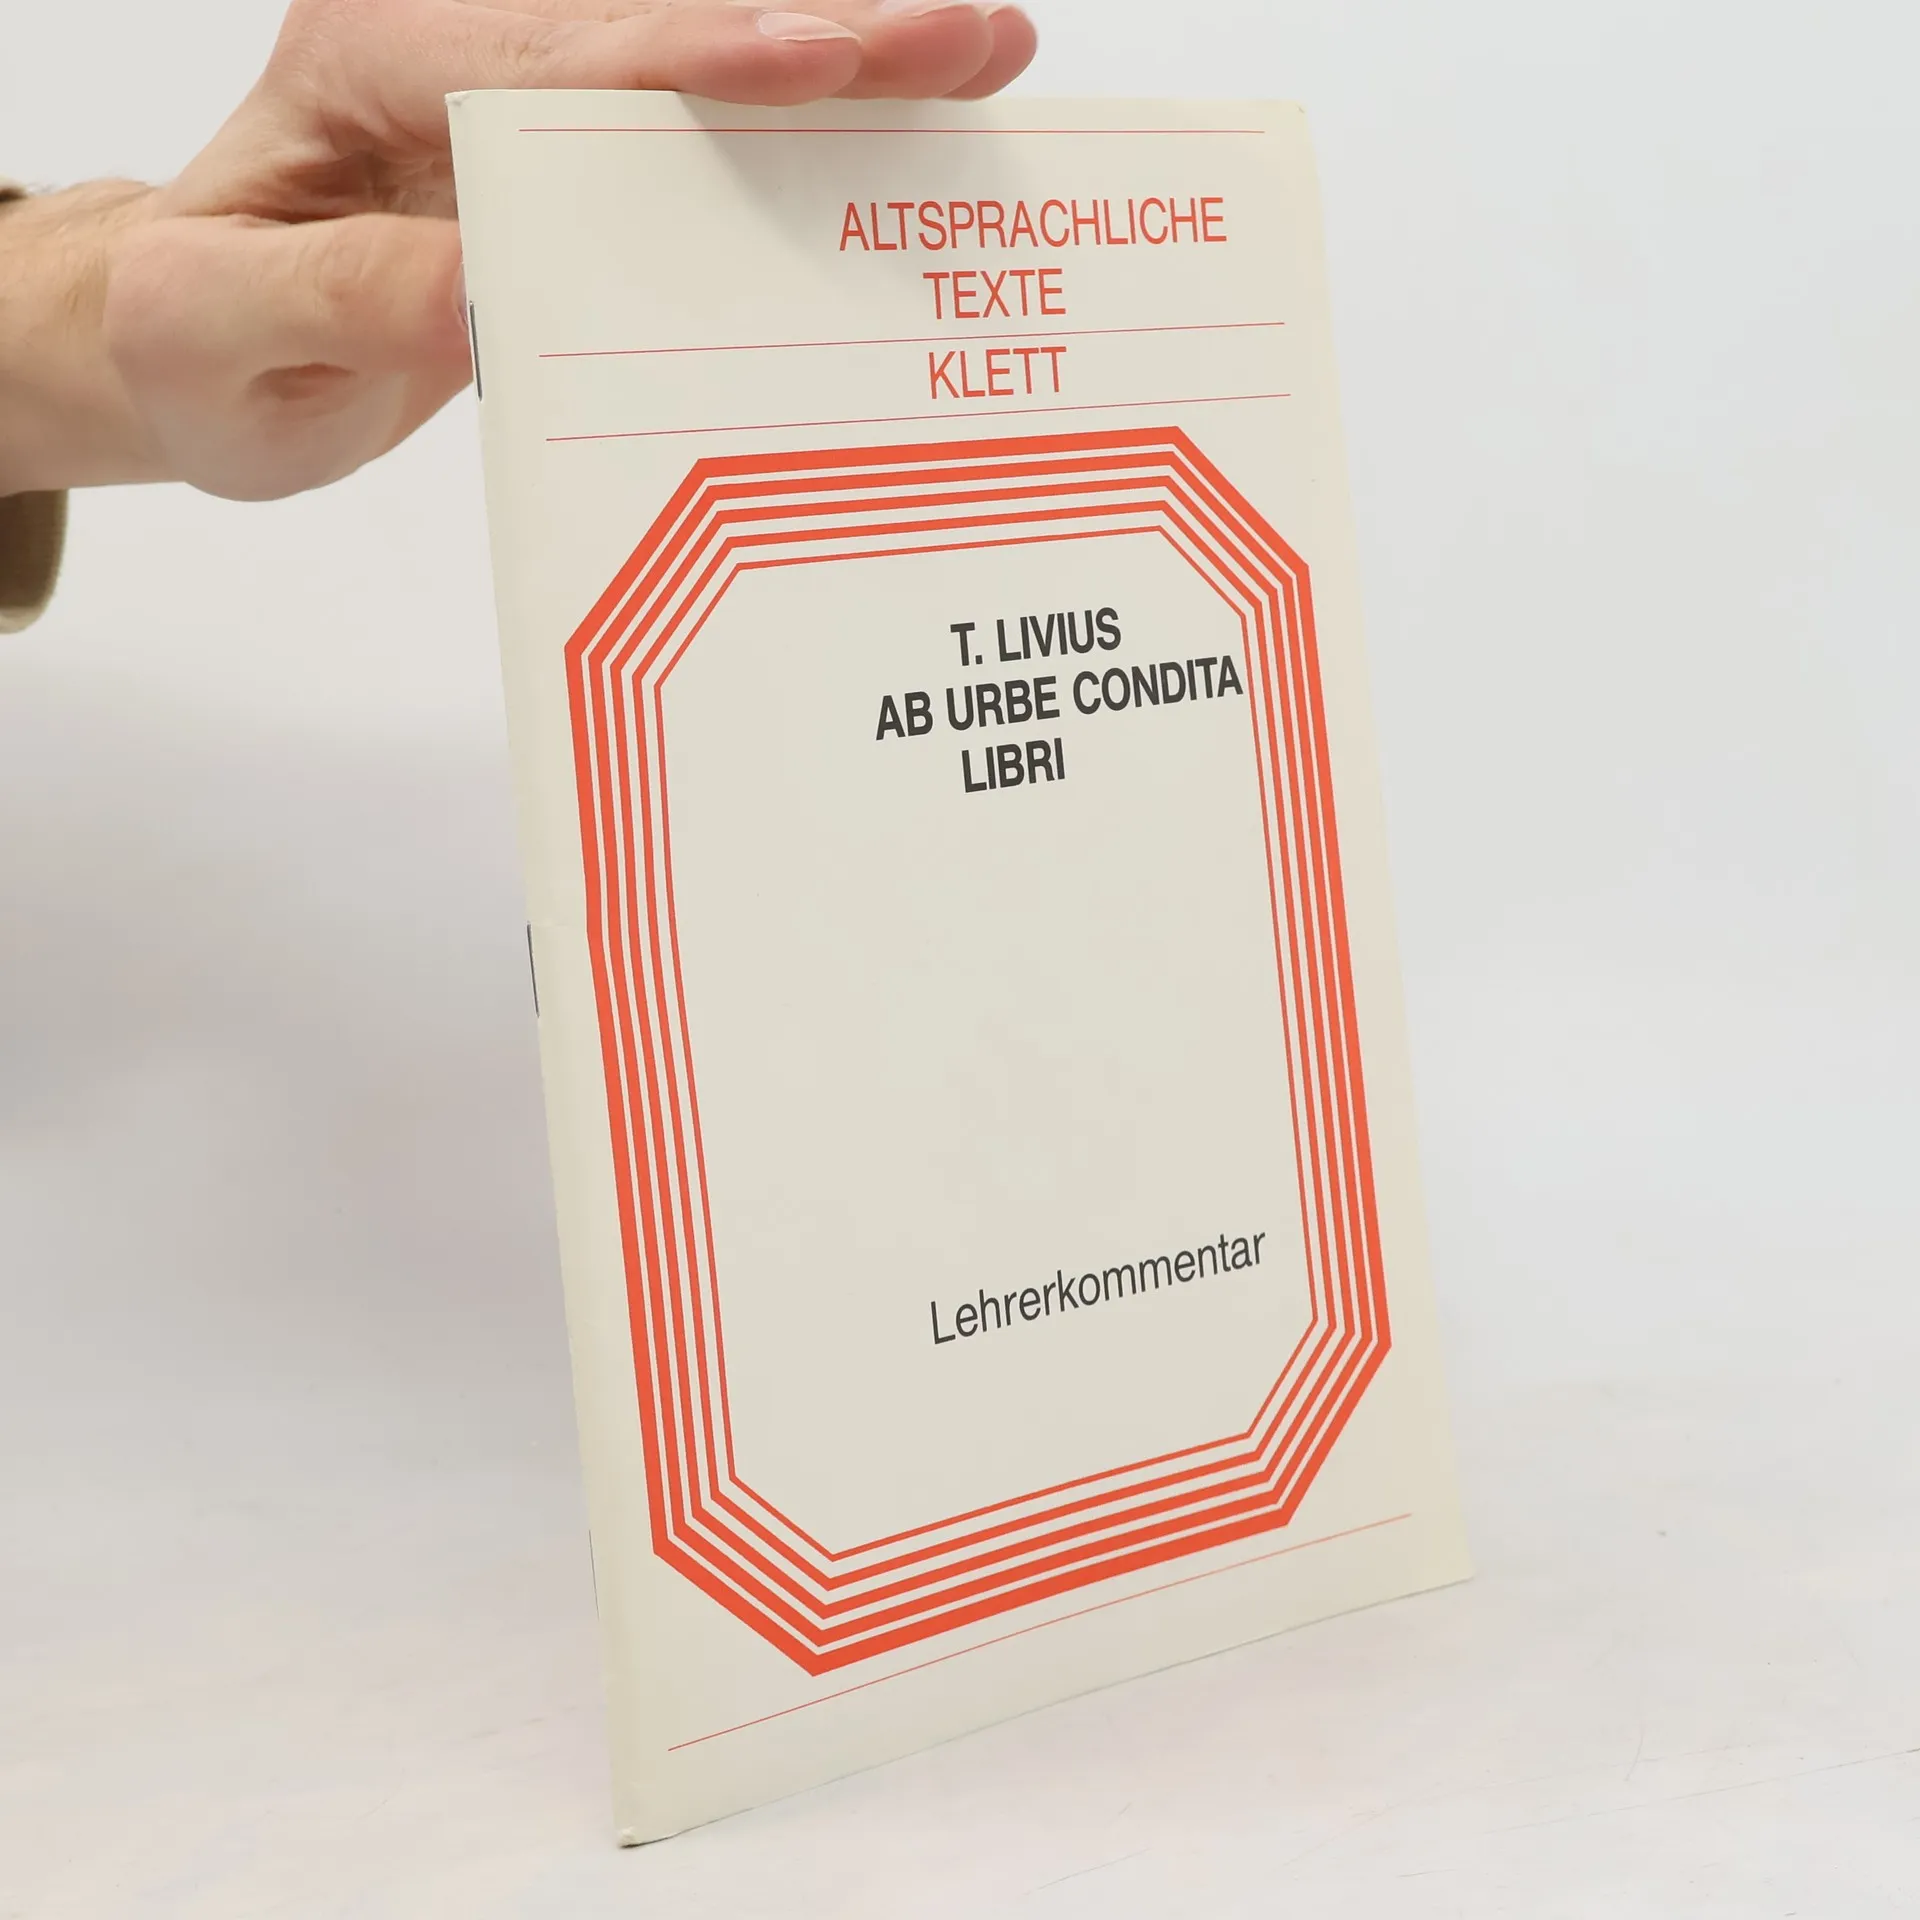 ALTSPRACHLICHE
TEXTE
KLETT
T. LIVIUS
AB URBE CONDITA
LIBRI
Lehrerkommentar